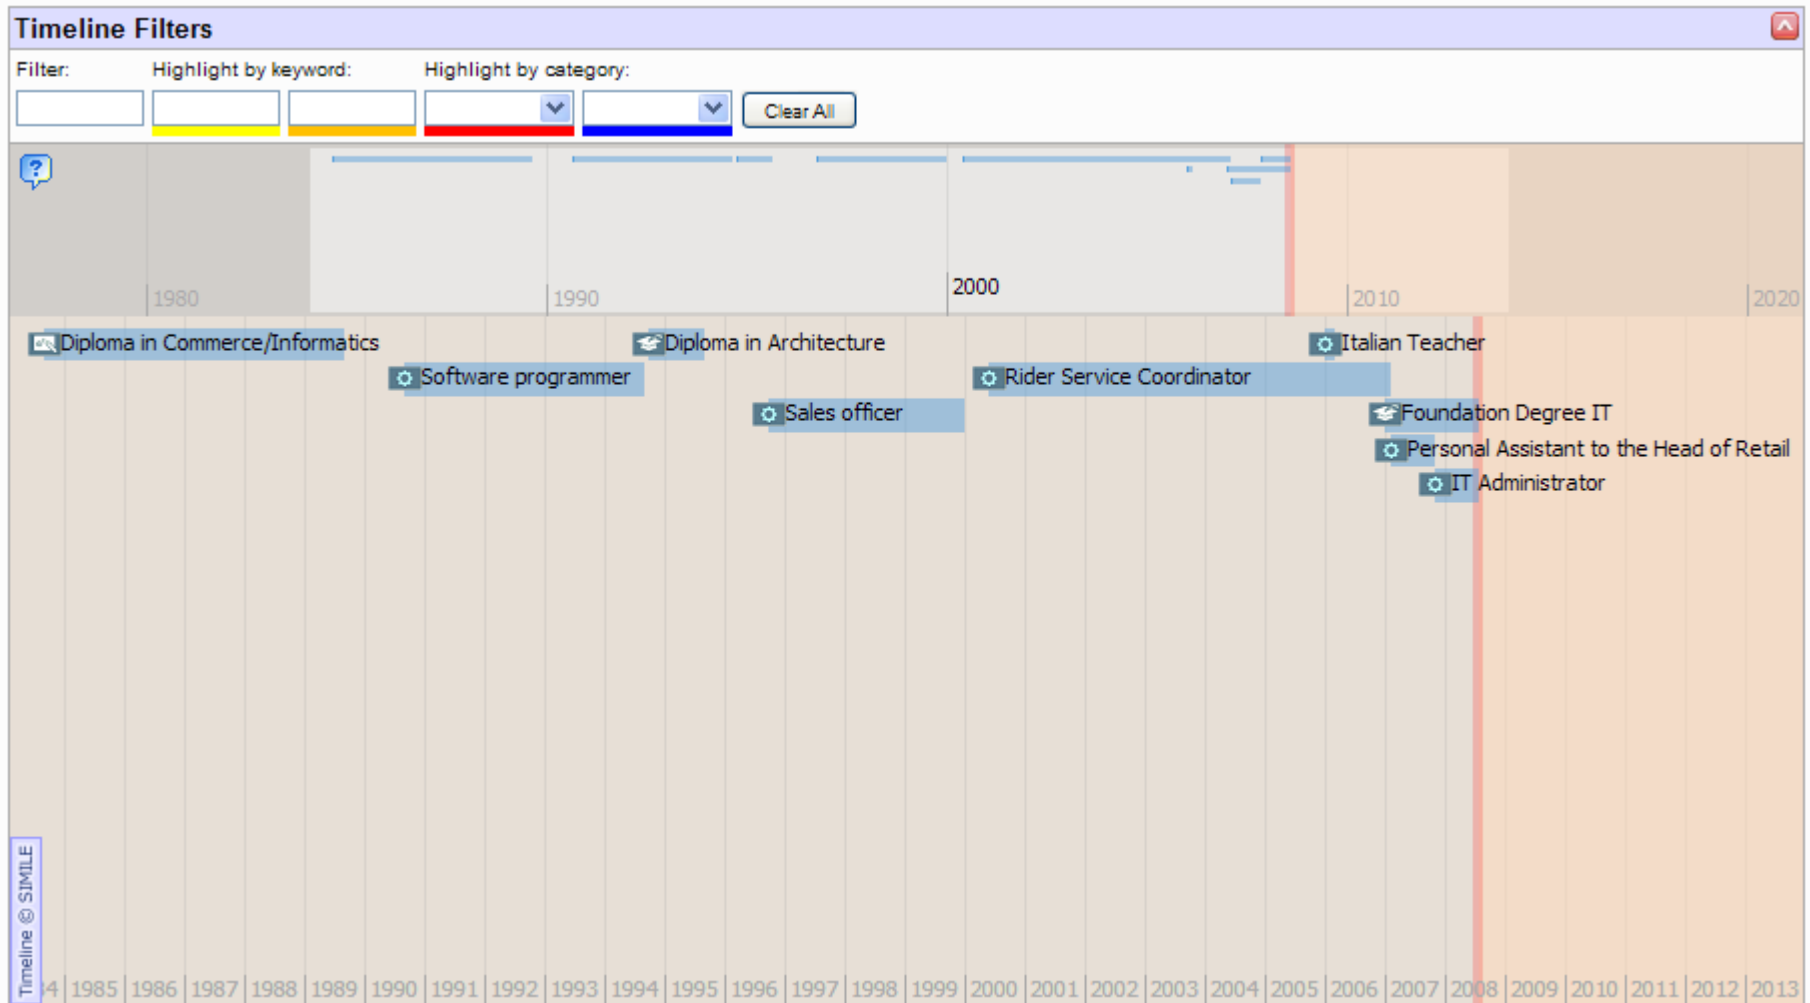 Timeline Filters
Filter: Highlight by keyword: Highlight by category:
Clear All
?
1980 1990 2000 2010 2020
Diploma in Commerce/Informatics Diploma in Architecture Italian Teacher
Software programmer Rider Service Coordinator
Sales officer Foundation Degree IT
Personal Assistant to the Head of Retail
IT Administrator
Timeline © SIMILE
4 1985 1986 1987 1988 1989 1990 1991 1992 1993 1994 1995 1996 1997 1998 1999 2000 2001 2002 2003 2004 2005 2006 2007 2008 2009 2010 2011 2012 2013